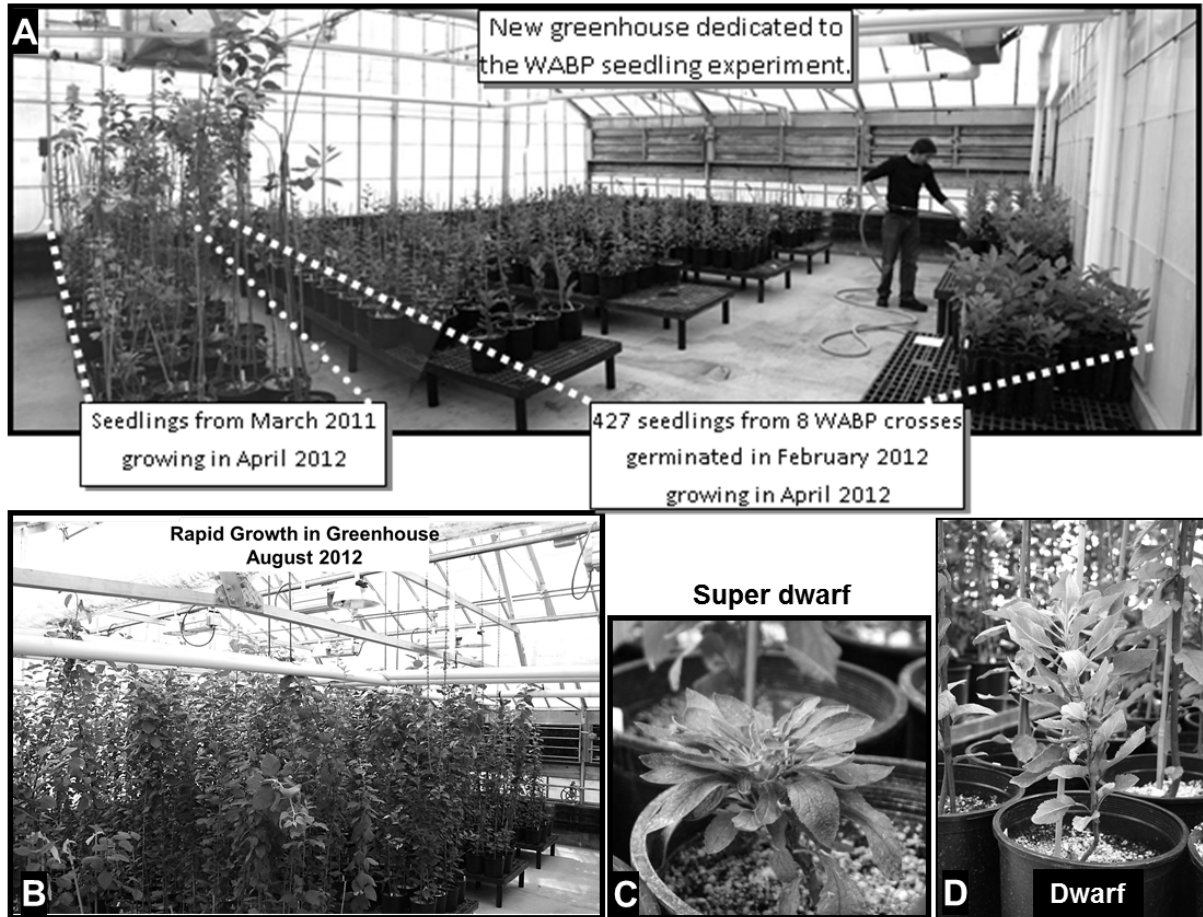 A
New greenhouse dedicated to
the WABP seedling experiment.
Seedlings from March 2011
growing in April 2012
427 seedlings from 8 WABP crosses
germinated in February 2012
growing in April 2012
Rapid Growth in Greenhouse
August 2012
B
Super dwarf
C
D
Dwarf